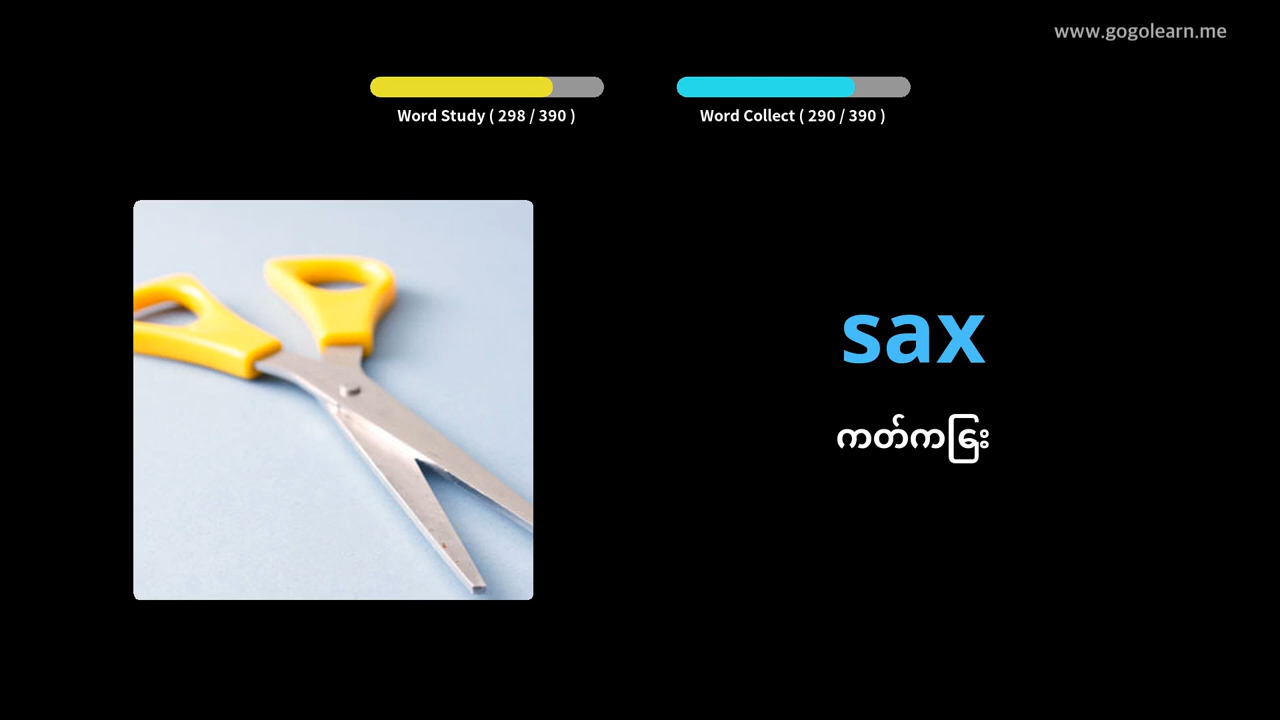 www.gogolearn.me
Word Study ( 298 / 390 )
Word Collect ( 290 / 390 )
sax
ကတ်ကြေး